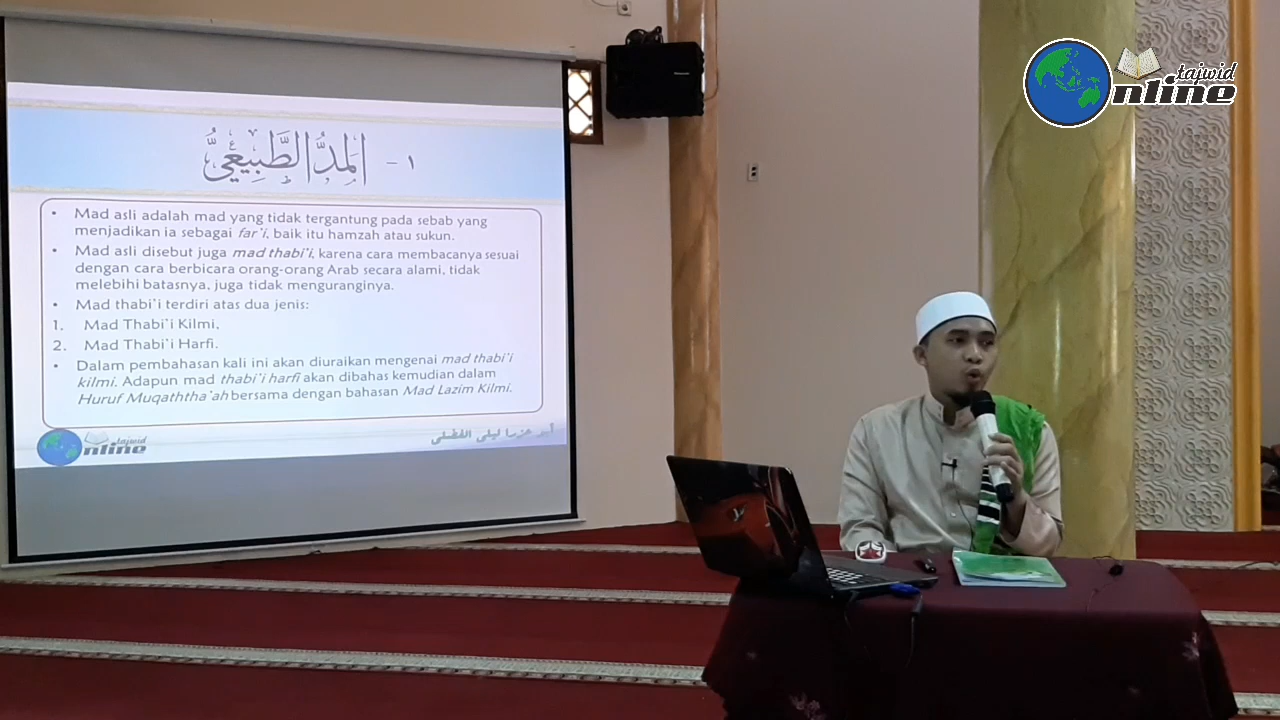 ١ - اَلْمَدُّ الطَّبِيْعِيُّ
• Mad asli adalah mad yang tidak tergantung pada sebab yang
menjadikan ia sebagai far'i, baik itu hamzah atau sukun.
• Mad asli disebut juga mad thabi'i, karena cara membacanya sesuai
dengan cara berbicara orang-orang Arab secara alami, tidak
melebihi batasnya, juga tidak menguranginya.
• Mad thabi'i terdiri atas dua jenis:
1. Mad Thabi'i Kilmi,
2. Mad Thabi'i Harfi.
• Dalam pembahasan kali ini akan diuraikan mengenai mad thabi'i
kilmi. Adapun mad thabi'i harfi akan dibahas kemudian dalam
Huruf Muqaththa'ah bersama dengan bahasan Mad Lazim Kilmi.
tajwid
nline
tajwid
nline